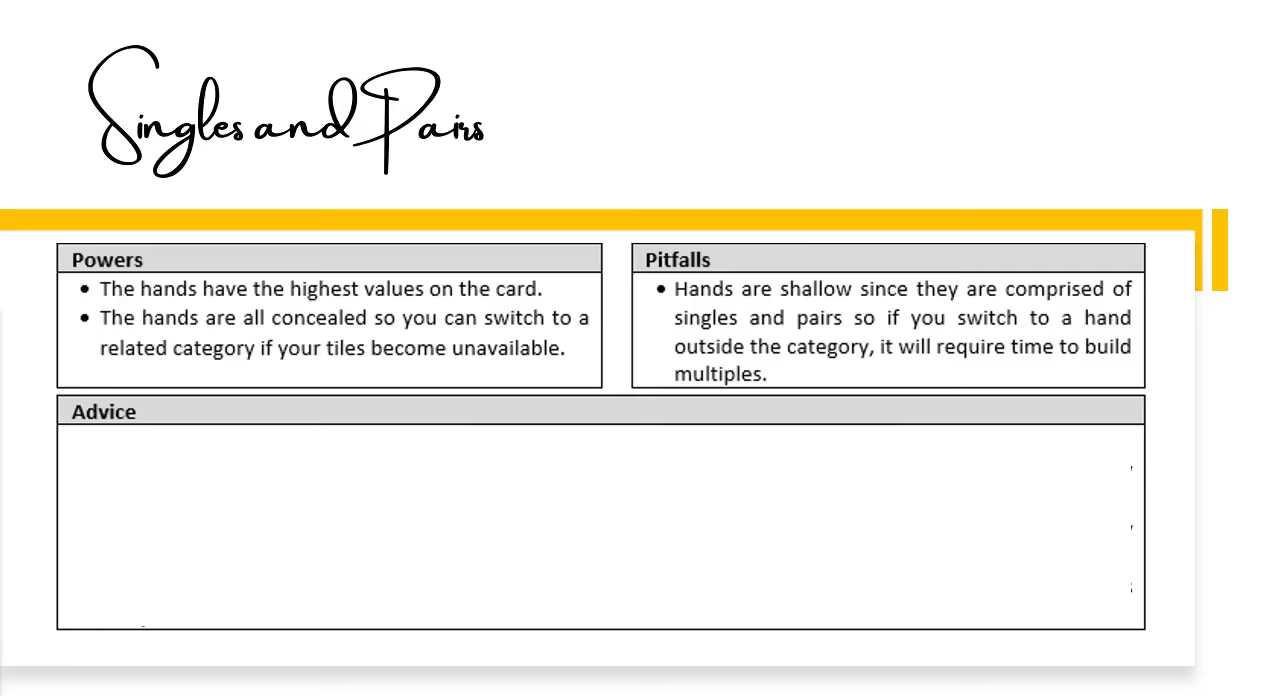 Singles and Pairs
Powers
• The hands have the highest values on the card.
• The hands are all concealed so you can switch to a
related category if your tiles become unavailable.
Pitfalls
• Hands are shallow since they are comprised of
singles and pairs so if you switch to a hand
outside the category, it will require time to build
multiples.
Advice